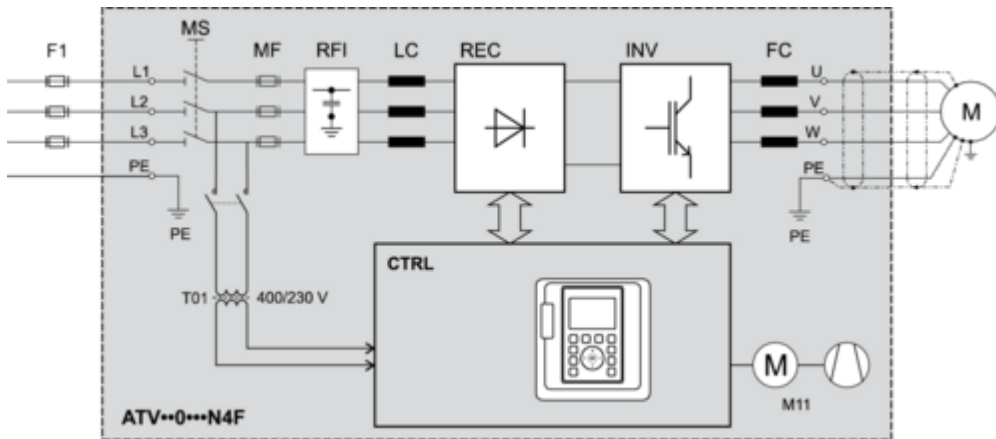 MS
F1 MF RFI LC REC INV FC
L1 U
L2 V
L3 W M
PE PE
PE PE
CTRL
T01 400/230 V
M
M11
ATV••0•••N4F